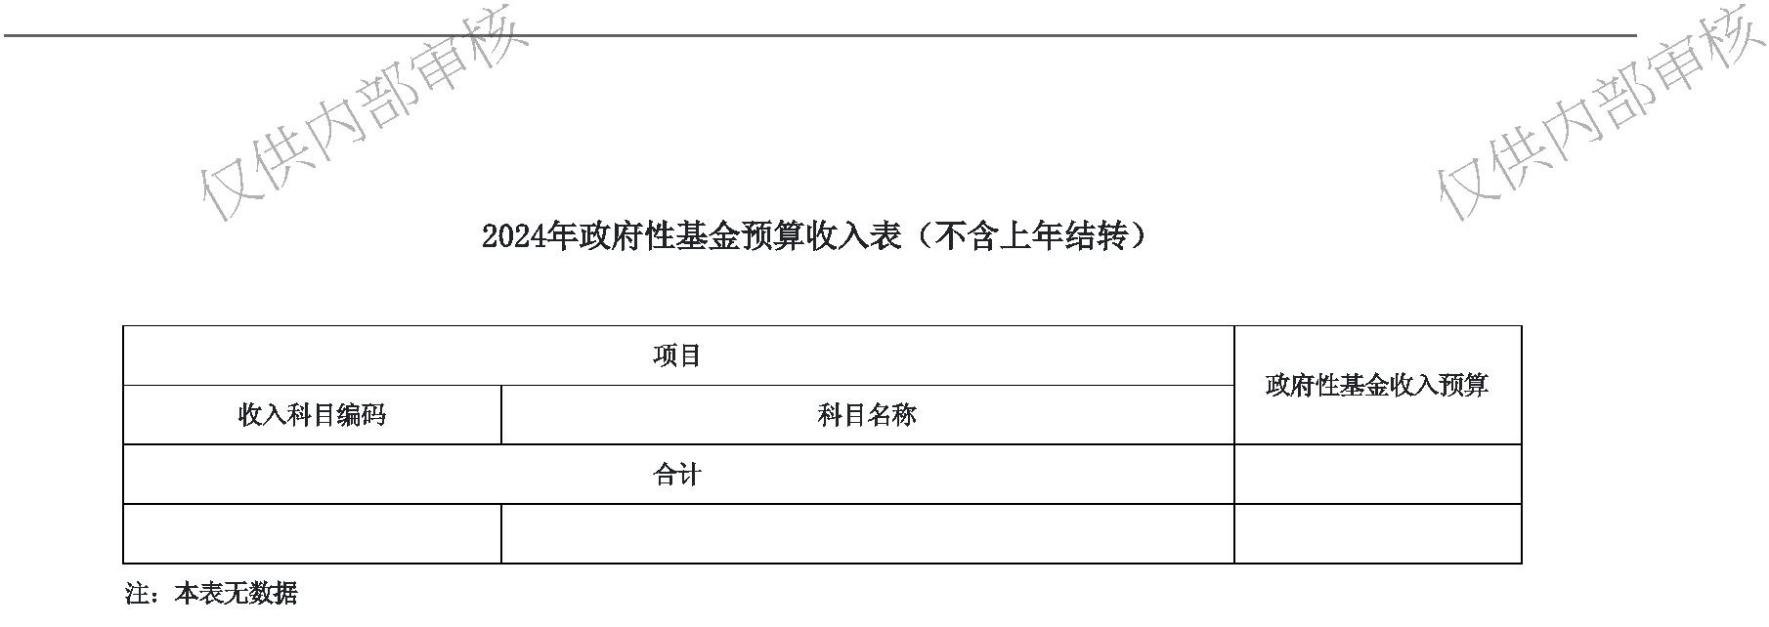 仅供内部审核
仅供内部审核
2024年政府性基金预算收入表（不含上年结转）
项目
政府性基金收入预算
收入科目编码
科目名称
合计
注：本表无数据